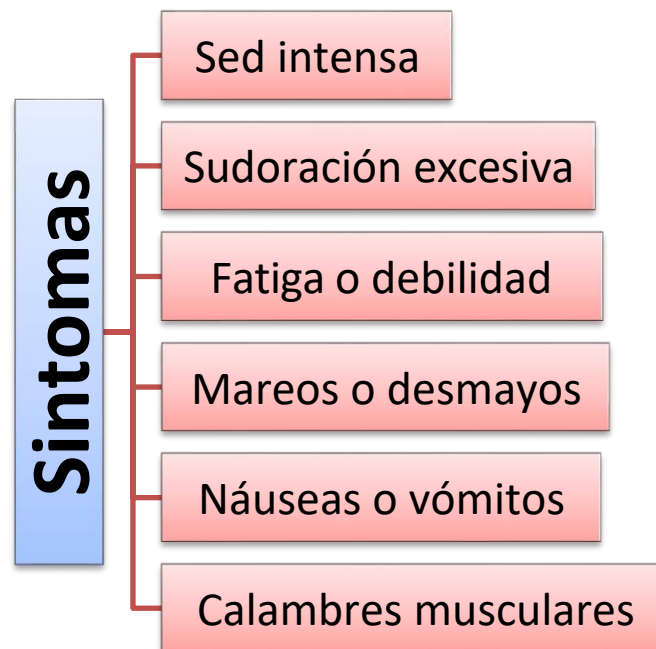 Sintomas
Sed intensa
Sudoración excesiva
Fatiga o debilidad
Mareos o desmayos
Náuseas o vómitos
Calambres musculares